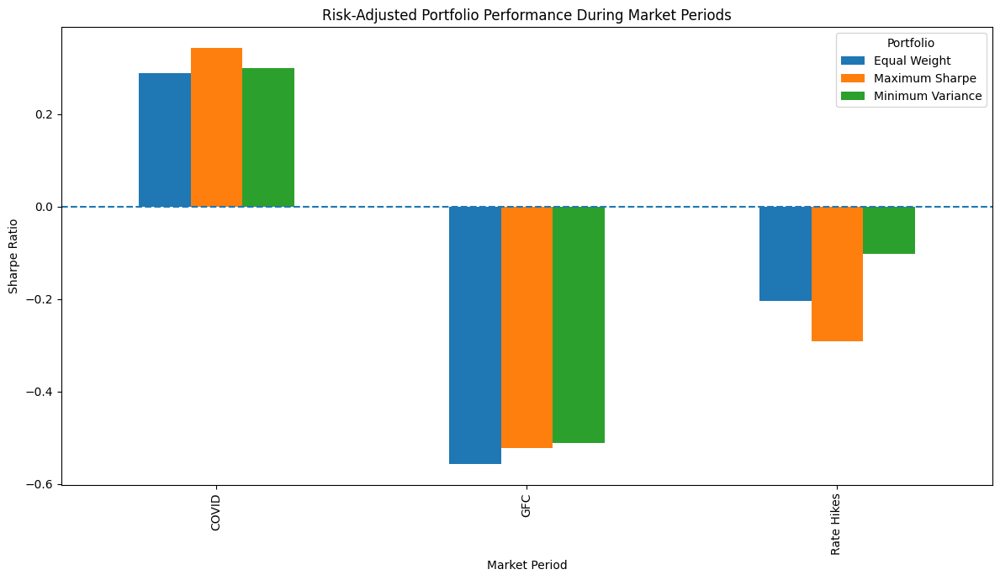 Risk-Adjusted Portfolio Performance During Market Periods
Portfolio
Equal Weight
Maximum Sharpe
Minimum Variance
Sharpe Ratio
0.2
0.0
−0.2
−0.4
−0.6
COVID
GFC
Rate Hikes
Market Period